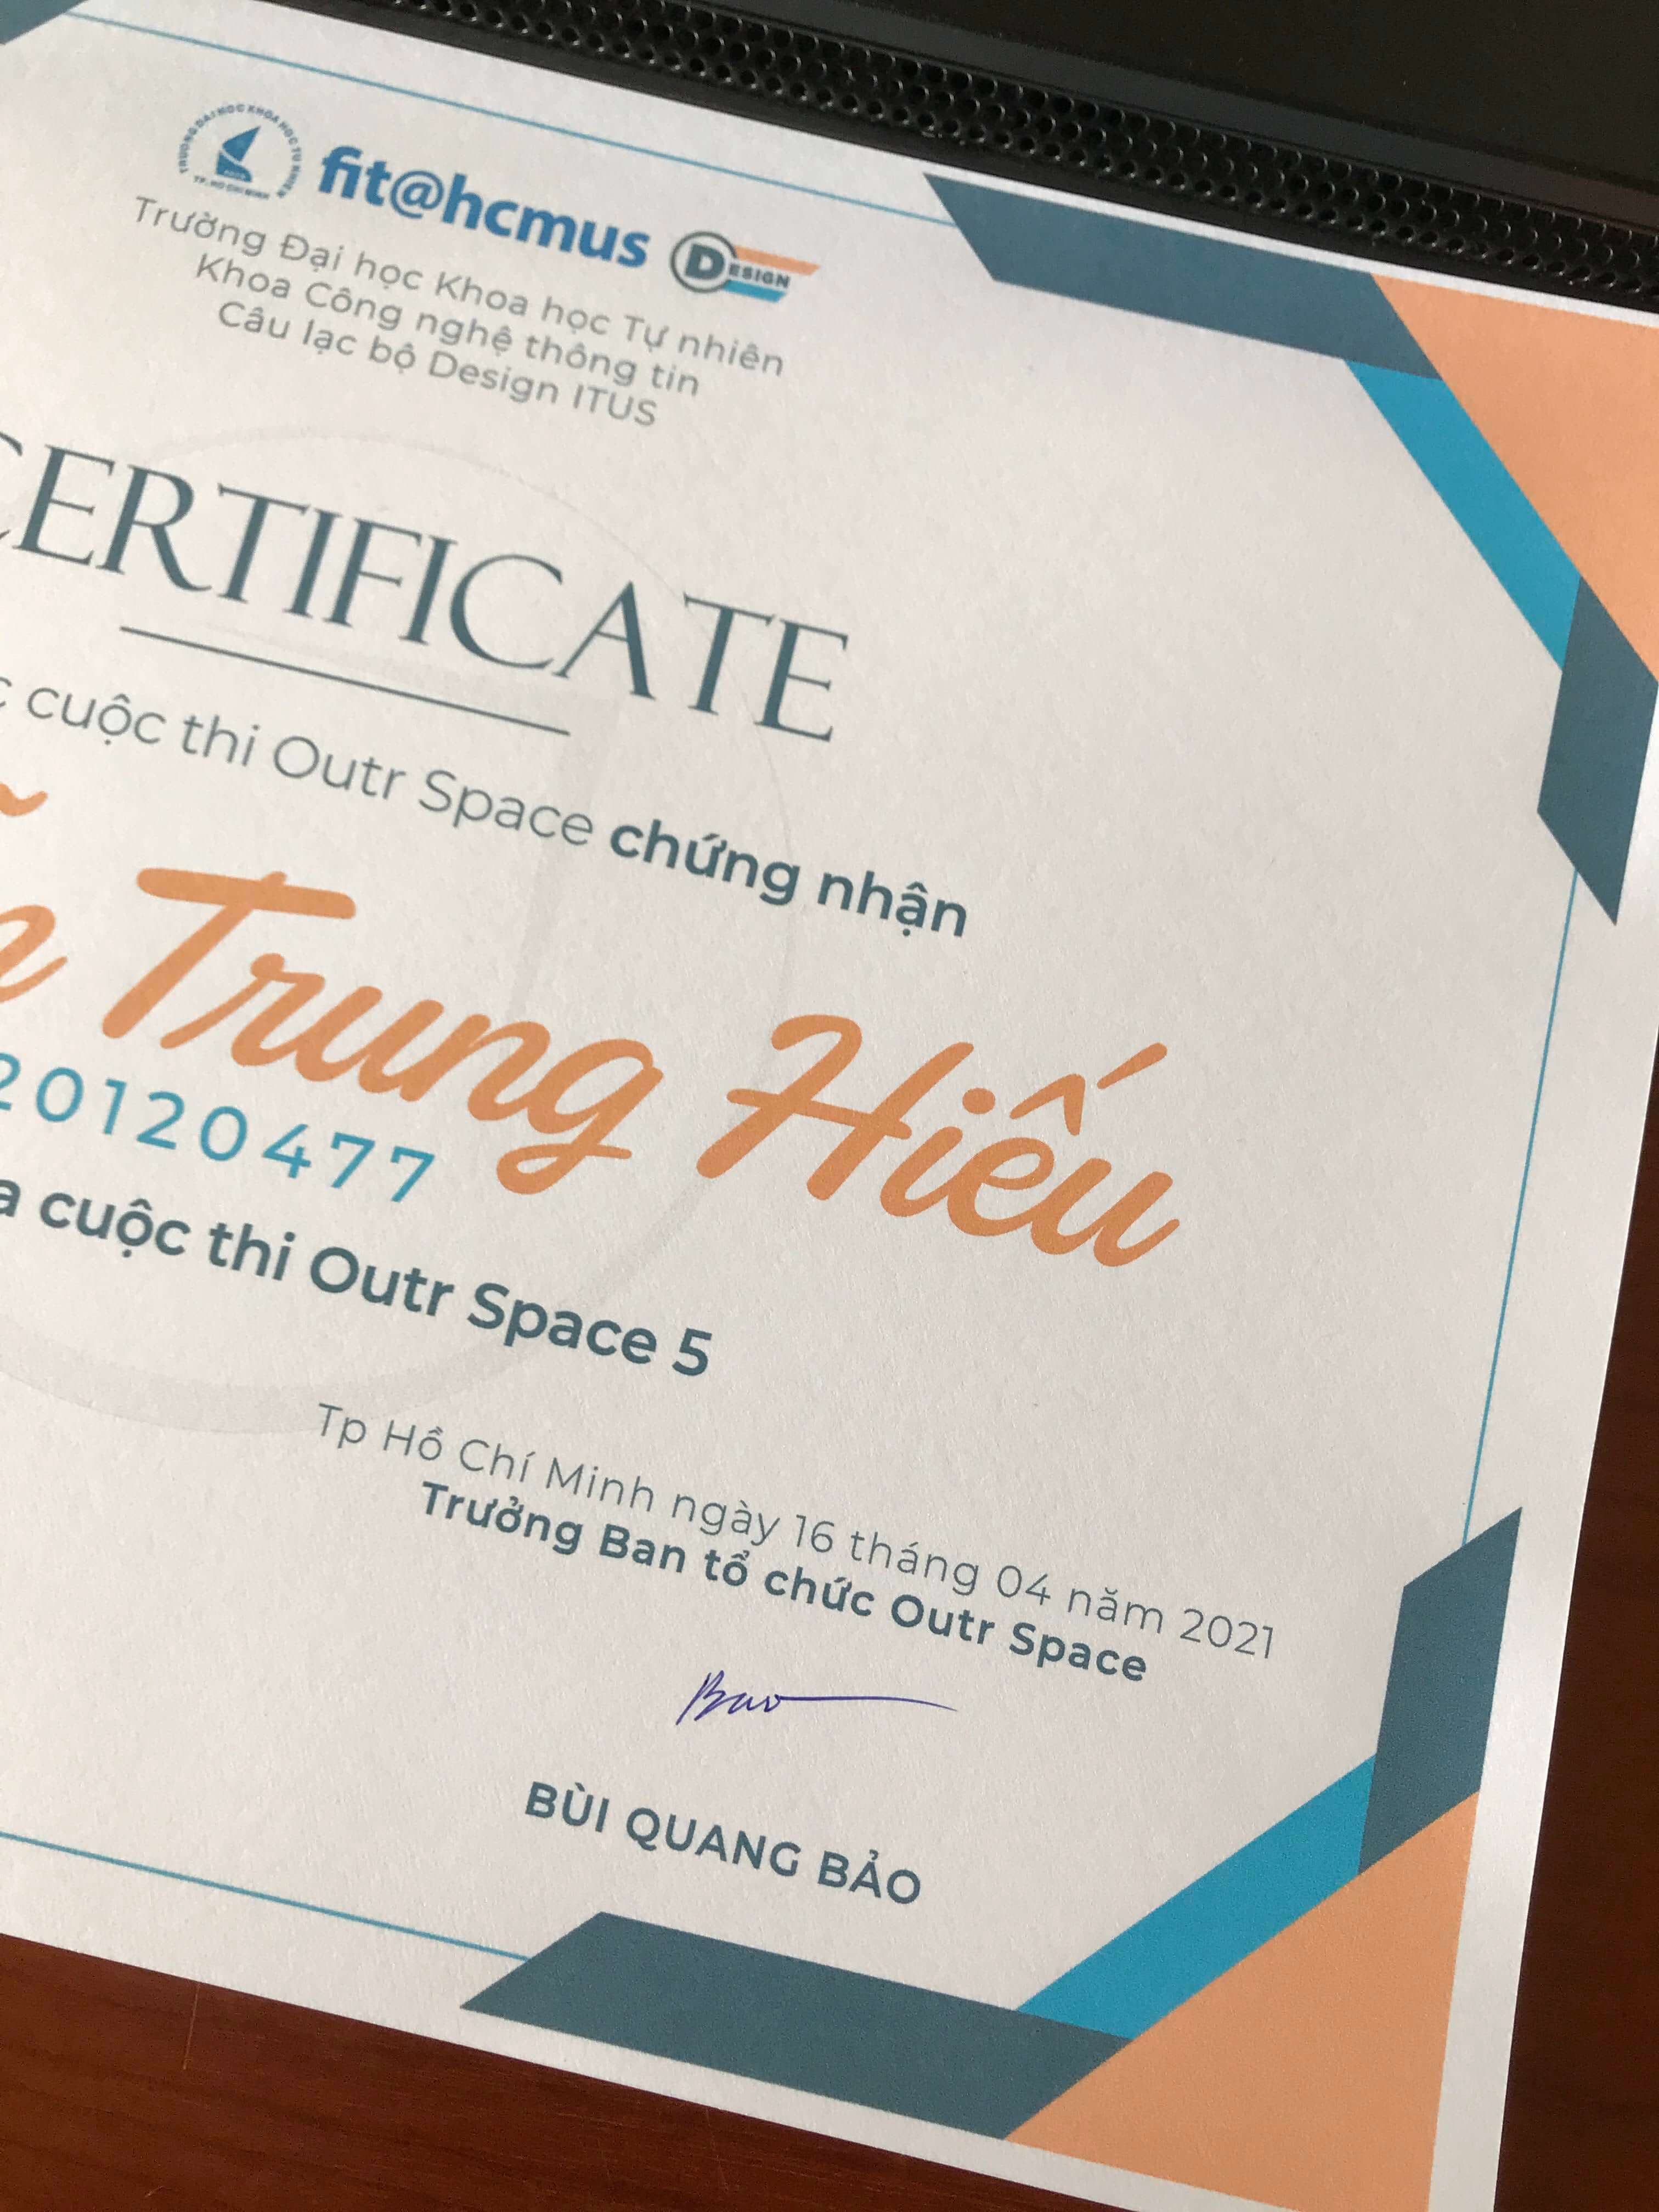 TRƯỜNG ĐẠI HỌC KHOA HỌC TỰ NHIÊN
TP. HỒ CHÍ MINH
fit@hcmus
DESIGN
Trường Đại học Khoa học Tự nhiên
Khoa Công nghệ thông tin
Câu lạc bộ Design ITUS
CERTIFICATE
cuộc thi Outr Space chứng nhận
Trung Hiếu
20120477
cuộc thi Outr Space 5
Tp Hồ Chí Minh ngày 16 tháng 04 năm 2021
Trưởng Ban tổ chức Outr Space
Bao
BÙI QUANG BẢO